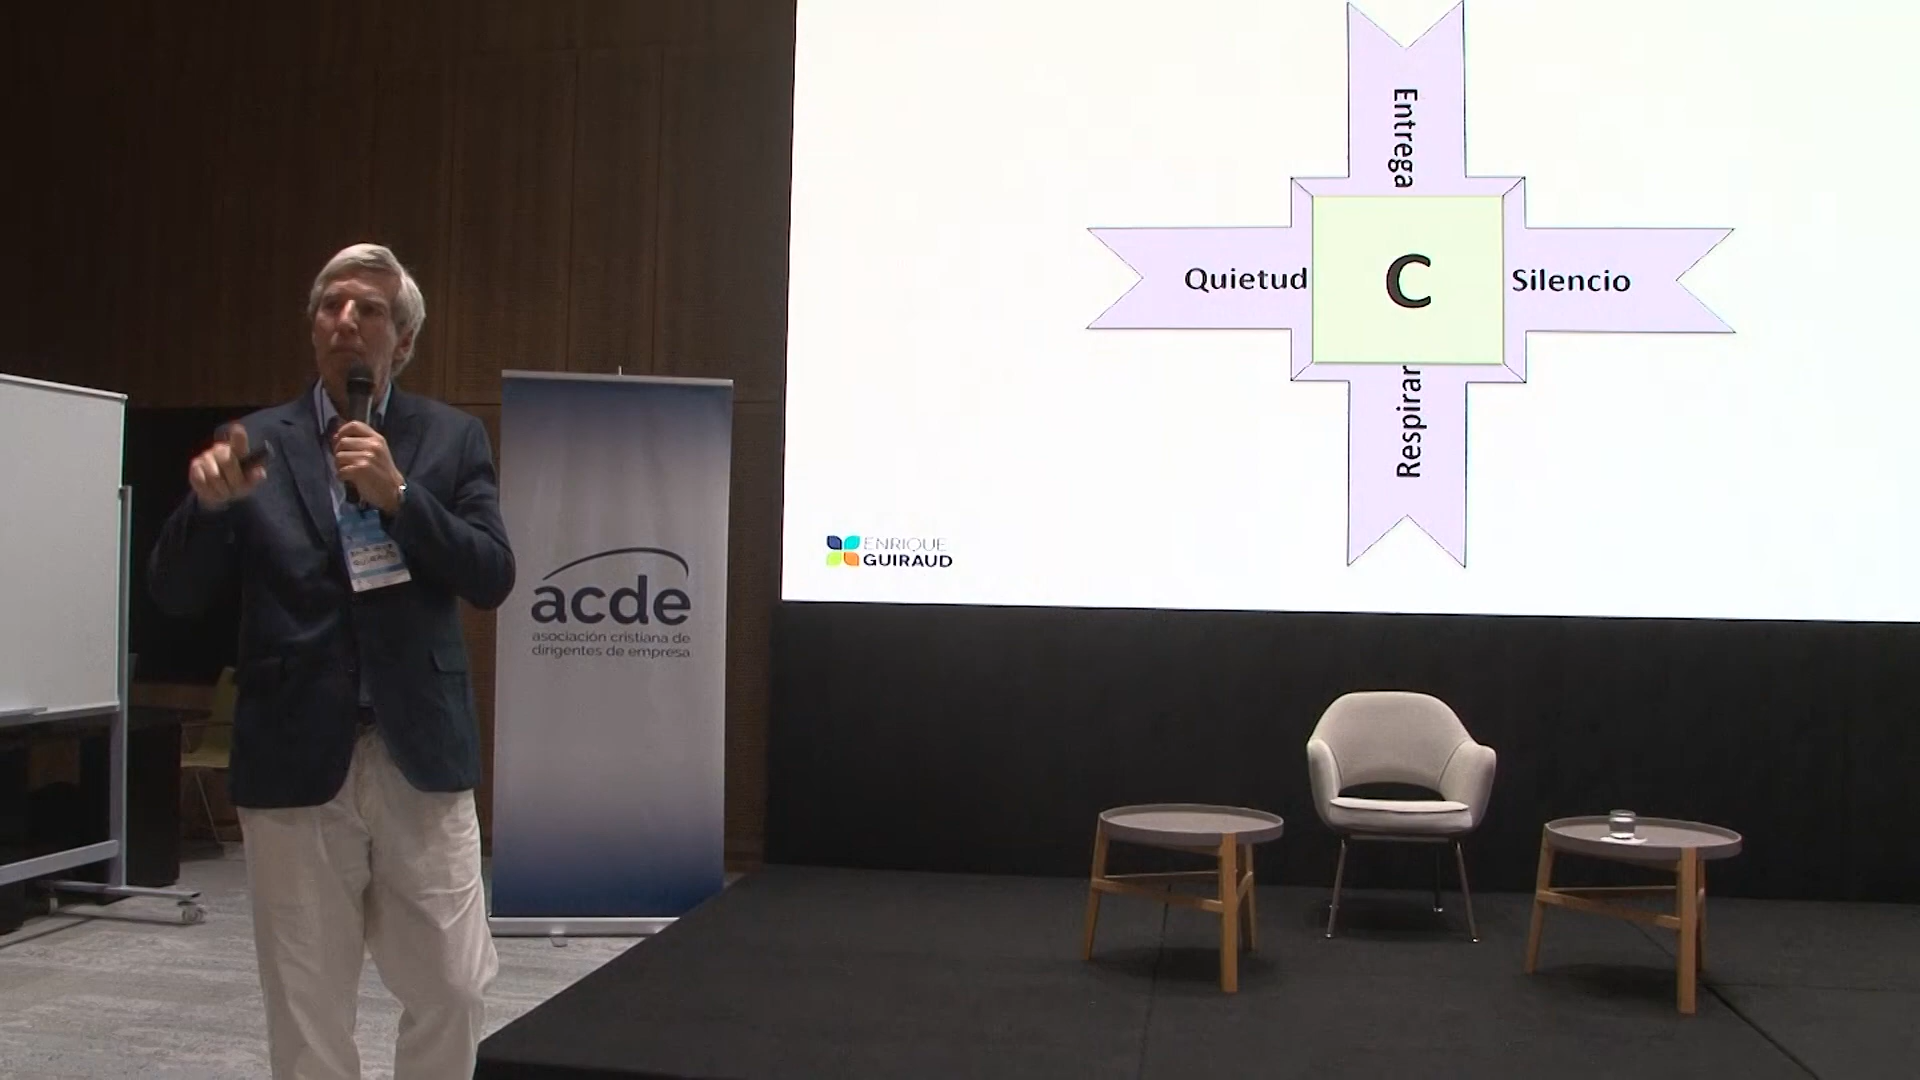 Entrega
Quietud
C
Silencio
Respirar
ENRIQUE
GUIRAUD
acde
asociación cristiana de
dirigentes de empresa